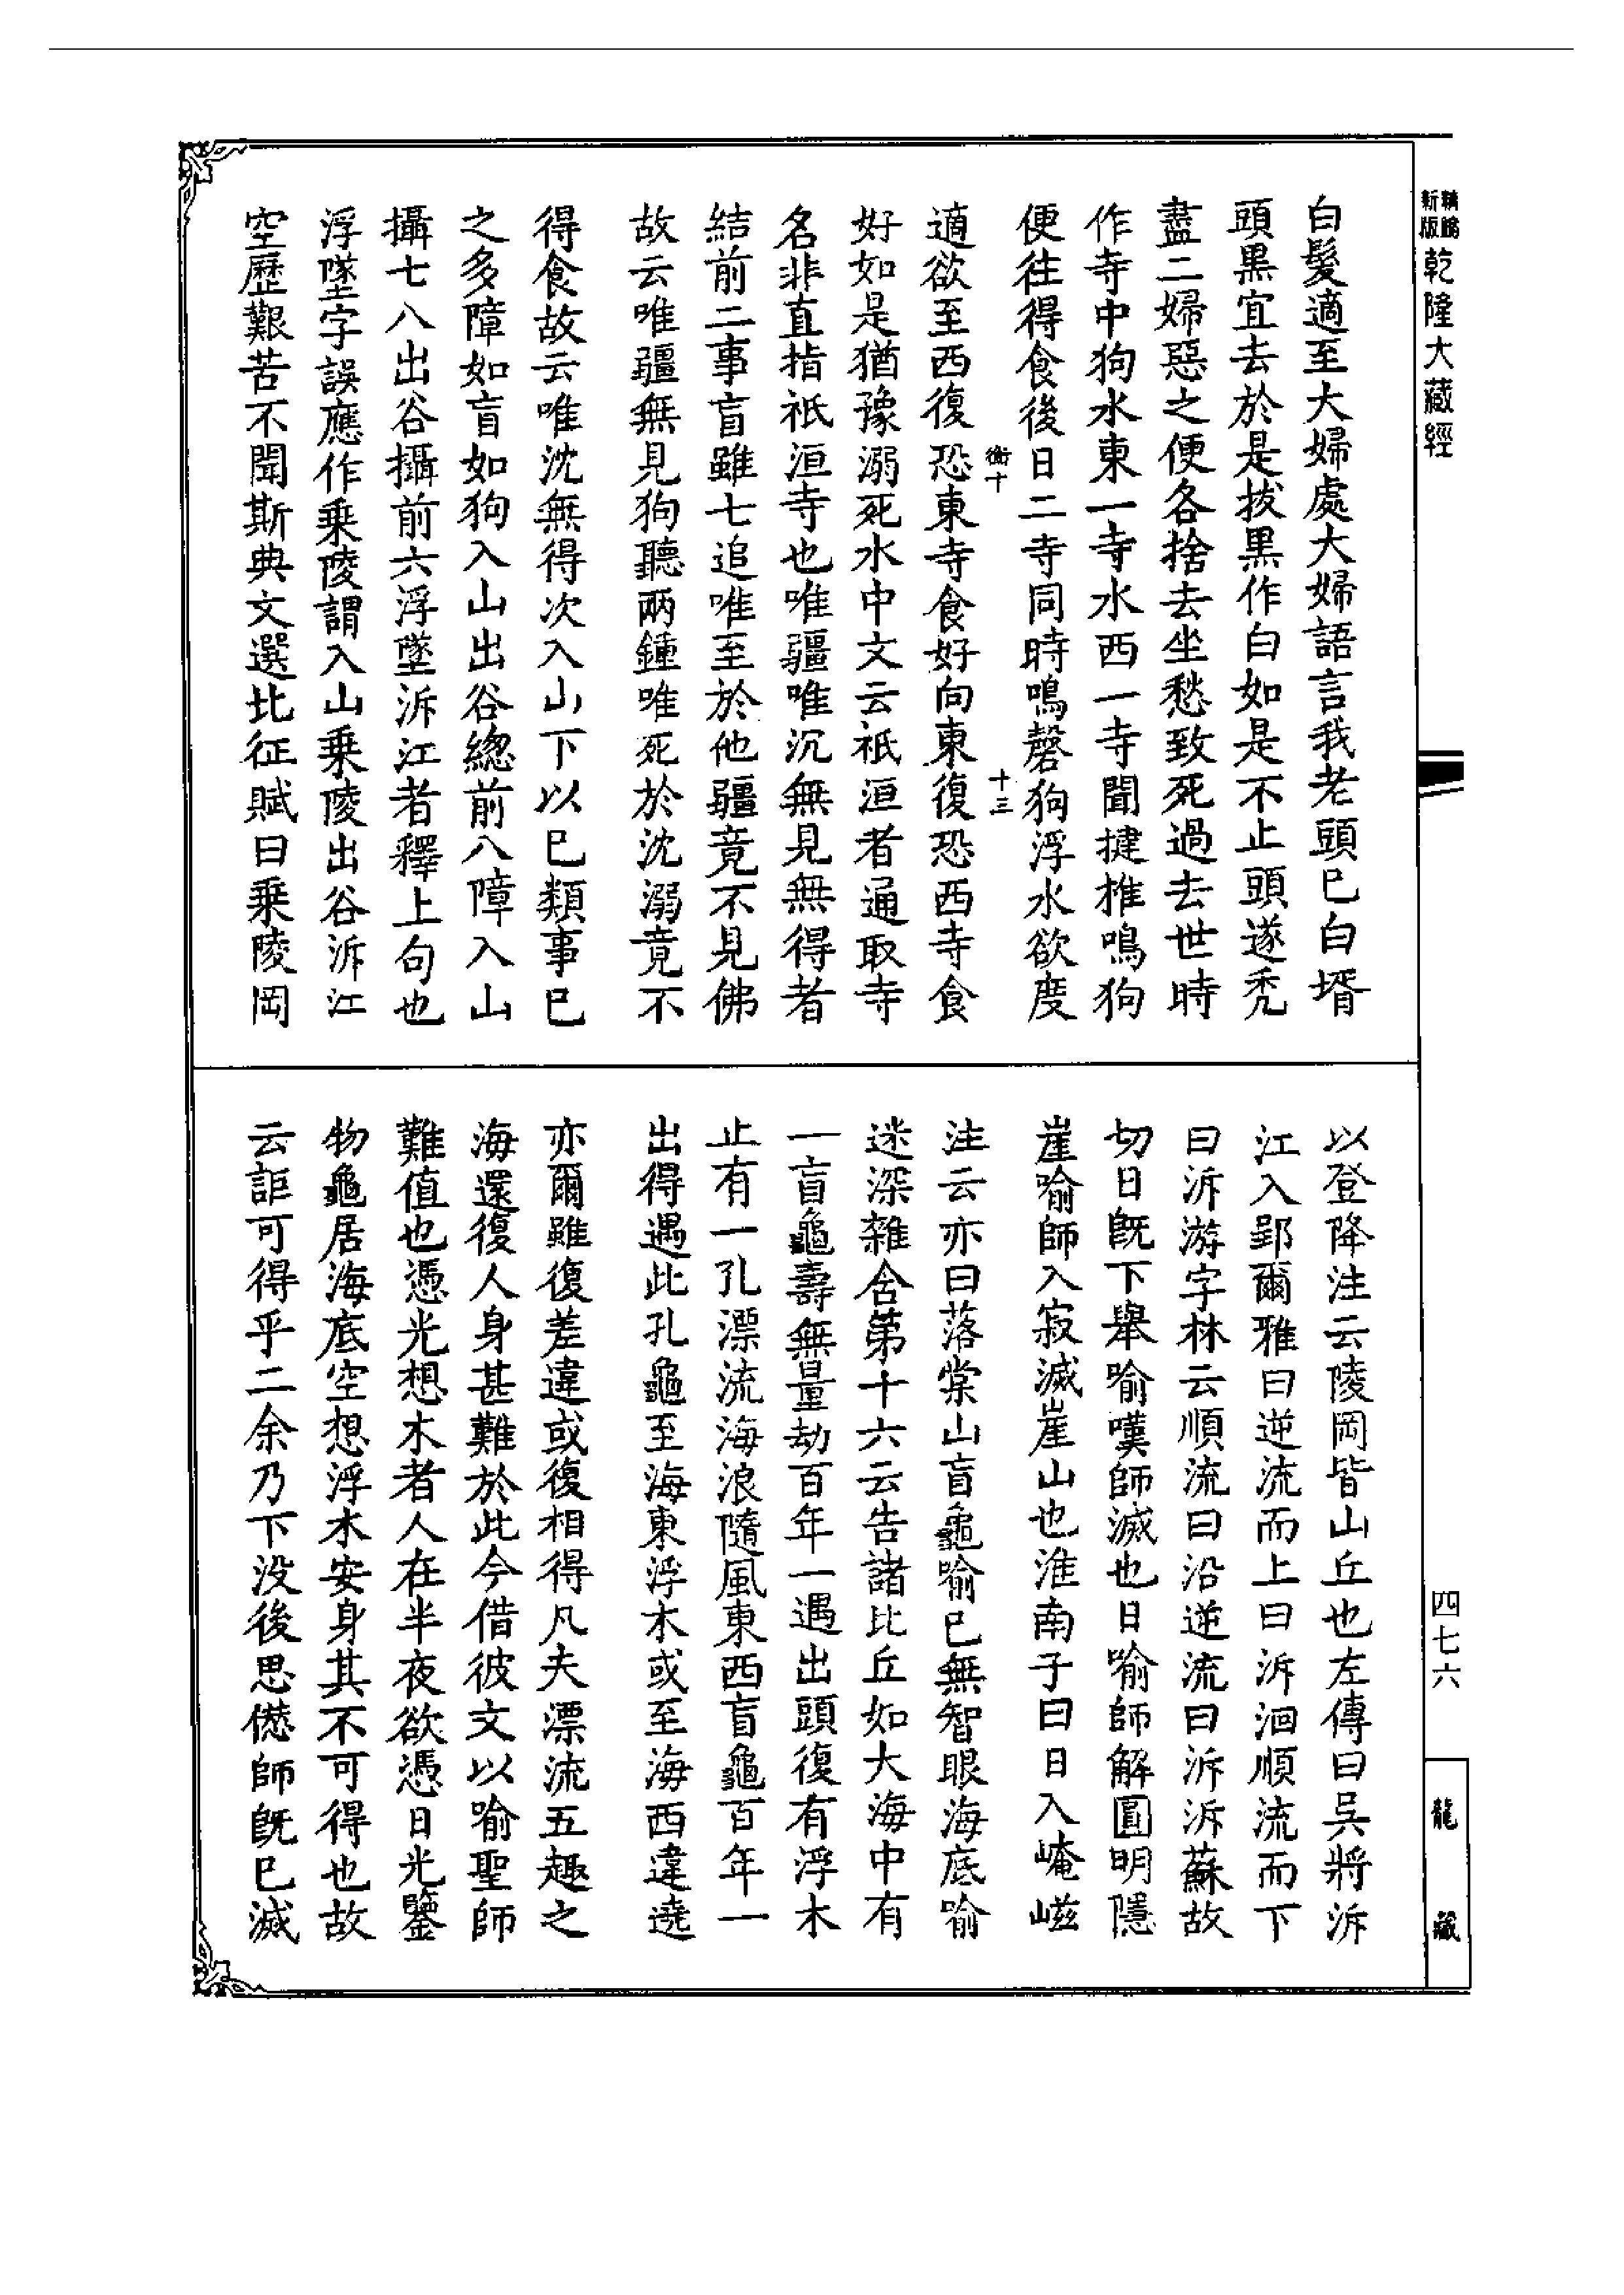 新版精縮乾隆大藏經
白髮適至大婦處大婦語言我老頭已白壻
頭黑宜去於是拔黑作白如是不止頭遂禿
盡二婦惡之便各捨去坐愁致死過去世時
作寺中狗水東一寺水西一寺聞揵椎鳴狗
便往得食後日二寺同時鳴磬狗浮水欲度
衡十
十三
適欲至西復恐東寺食好向東復恐西寺食
好如是猶豫溺死水中文云祇洹者通取寺
名非直指祇洹寺也唯疆唯沉無見無得者
結前二事盲雖七追唯至於他疆竟不見佛
故云唯疆無見狗聽兩鍾唯死於沈溺竟不
得食故云唯沈無得次入山下以巳類事巳
之多障如盲如狗入山出谷總前八障入山
攝七八出谷攝前六浮墜泝江者釋上句也
浮墜字誤應作乘陵謂入山乘陵出谷泝江
空歷艱苦不聞斯典文選北征賦曰乘陵岡
以登降注云陵岡皆山丘也左傳曰吳將泝
江入郢爾雅曰逆流而上曰泝洄順流而下
曰泝游字林云順流曰沿逆流曰泝泝蘇故
切日旣下舉喻嘆師滅也日喻師解圓明隱
崖喻師入寂滅崖山也淮南子曰日入崦嵫
注云亦曰落棠山盲龜喻巳無智眼海底喻
迷深雜含第十六云告諸比丘如大海中有
一盲龜壽無量劫百年一遇出頭復有浮木
止有一孔漂流海浪隨風東西盲龜百年一
出得遇此孔龜至海東浮木或至海西違遶
亦爾雖復差違或復相得凡夫漂流五趣之
海還復人身甚難於此今借彼文以喻聖師
難值也憑光想木者人在半夜欲憑日光鑒
物龜居海底空想浮木安身其不可得也故
云詎可得乎二余乃下沒後思僁師旣巳滅
四七六
龍藏